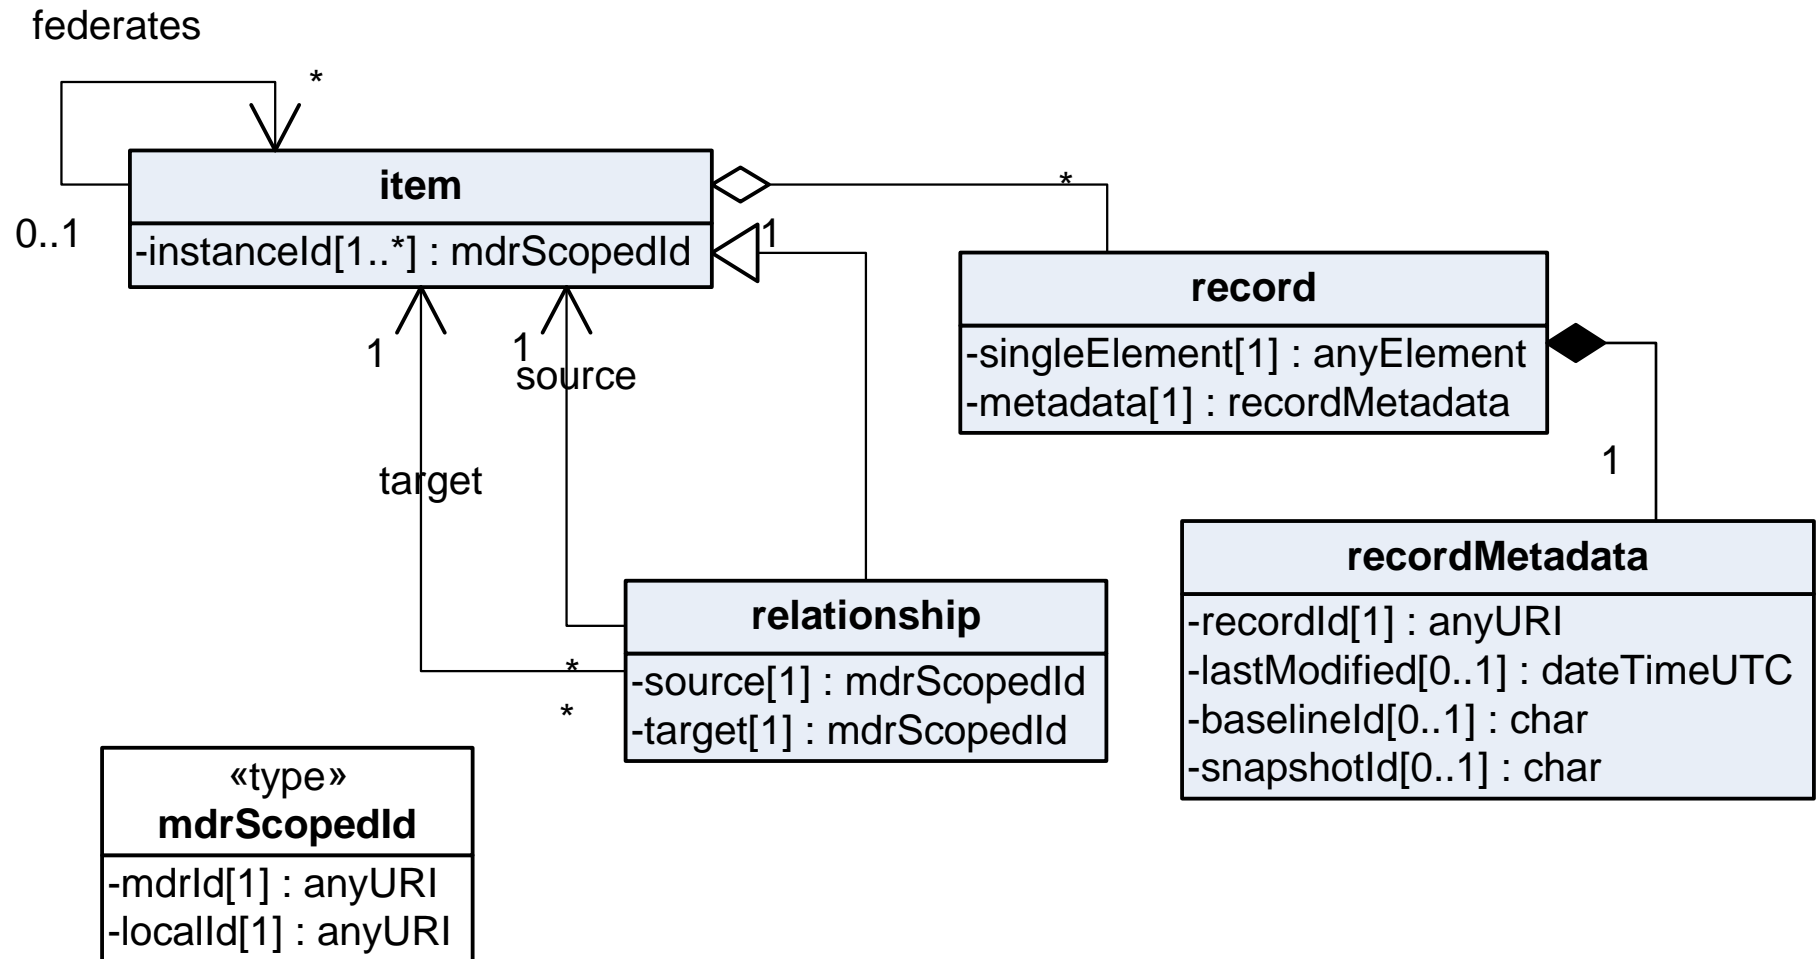 federates
*
0..1
item
-instanceId[1..*] : mdrScopedId
*
1
record
-singleElement[1] : anyElement
-metadata[1] : recordMetadata
1
1
source
target
1
recordMetadata
-recordId[1] : anyURI
-lastModified[0..1] : dateTimeUTC
-baselineId[0..1] : char
-snapshotId[0..1] : char
relationship
-source[1] : mdrScopedId
-target[1] : mdrScopedId
*
*
«type»
mdrScopedId
-mdrId[1] : anyURI
-localId[1] : anyURI